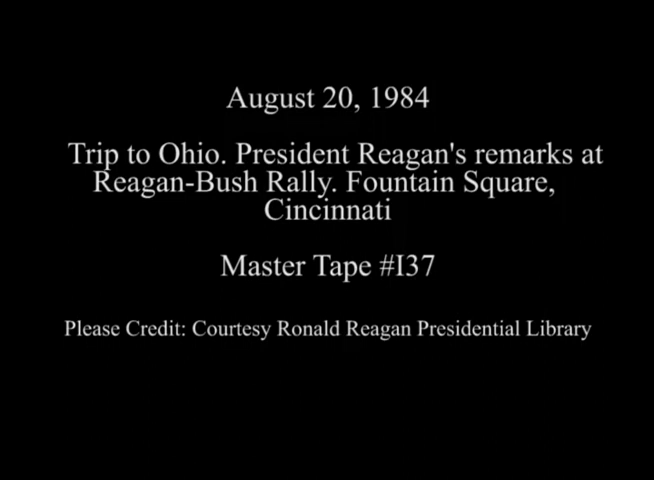 August 20, 1984
Trip to Ohio. President Reagan's remarks at
Reagan-Bush Rally. Fountain Square,
Cincinnati
Master Tape #I37
Please Credit: Courtesy Ronald Reagan Presidential Library